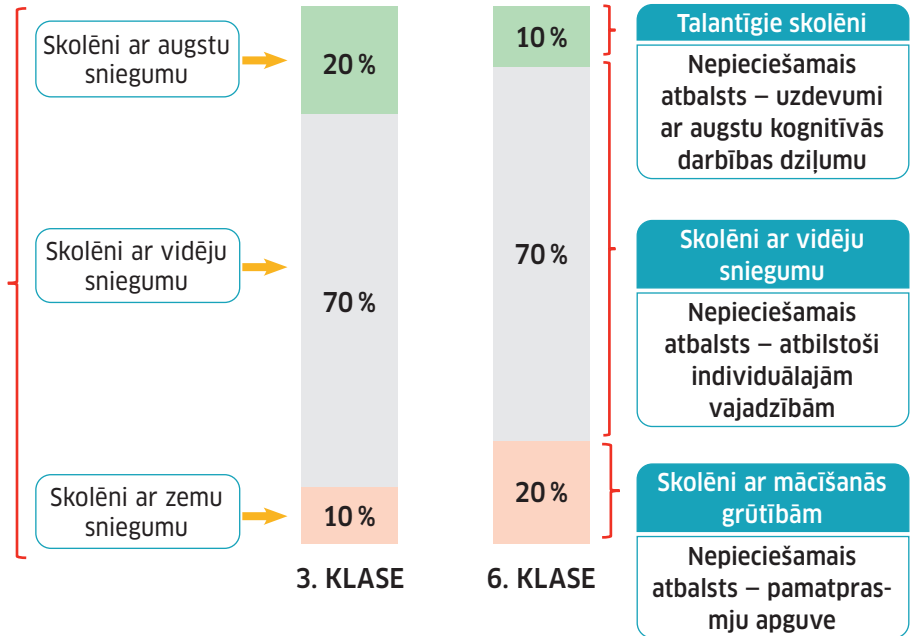 Skolēni ar augstu
sniegumu
Skolēni ar vidēju
sniegumu
Skolēni ar zemu
sniegumu
20 %
70 %
10 %
3. KLASE
10 %
70 %
20 %
6. KLASE
Talantīgie skolēni
Nepieciešamais
atbalsts – uzdevumi
ar augstu kognitīvās
darbības dziļumu
Skolēni ar vidēju
sniegumu
Nepieciešamais
atbalsts – atbilstoši
individuālajām
vajadzībām
Skolēni ar mācīšanās
grūtībām
Nepieciešamais
atbalsts – pamatpras-
mju apguve